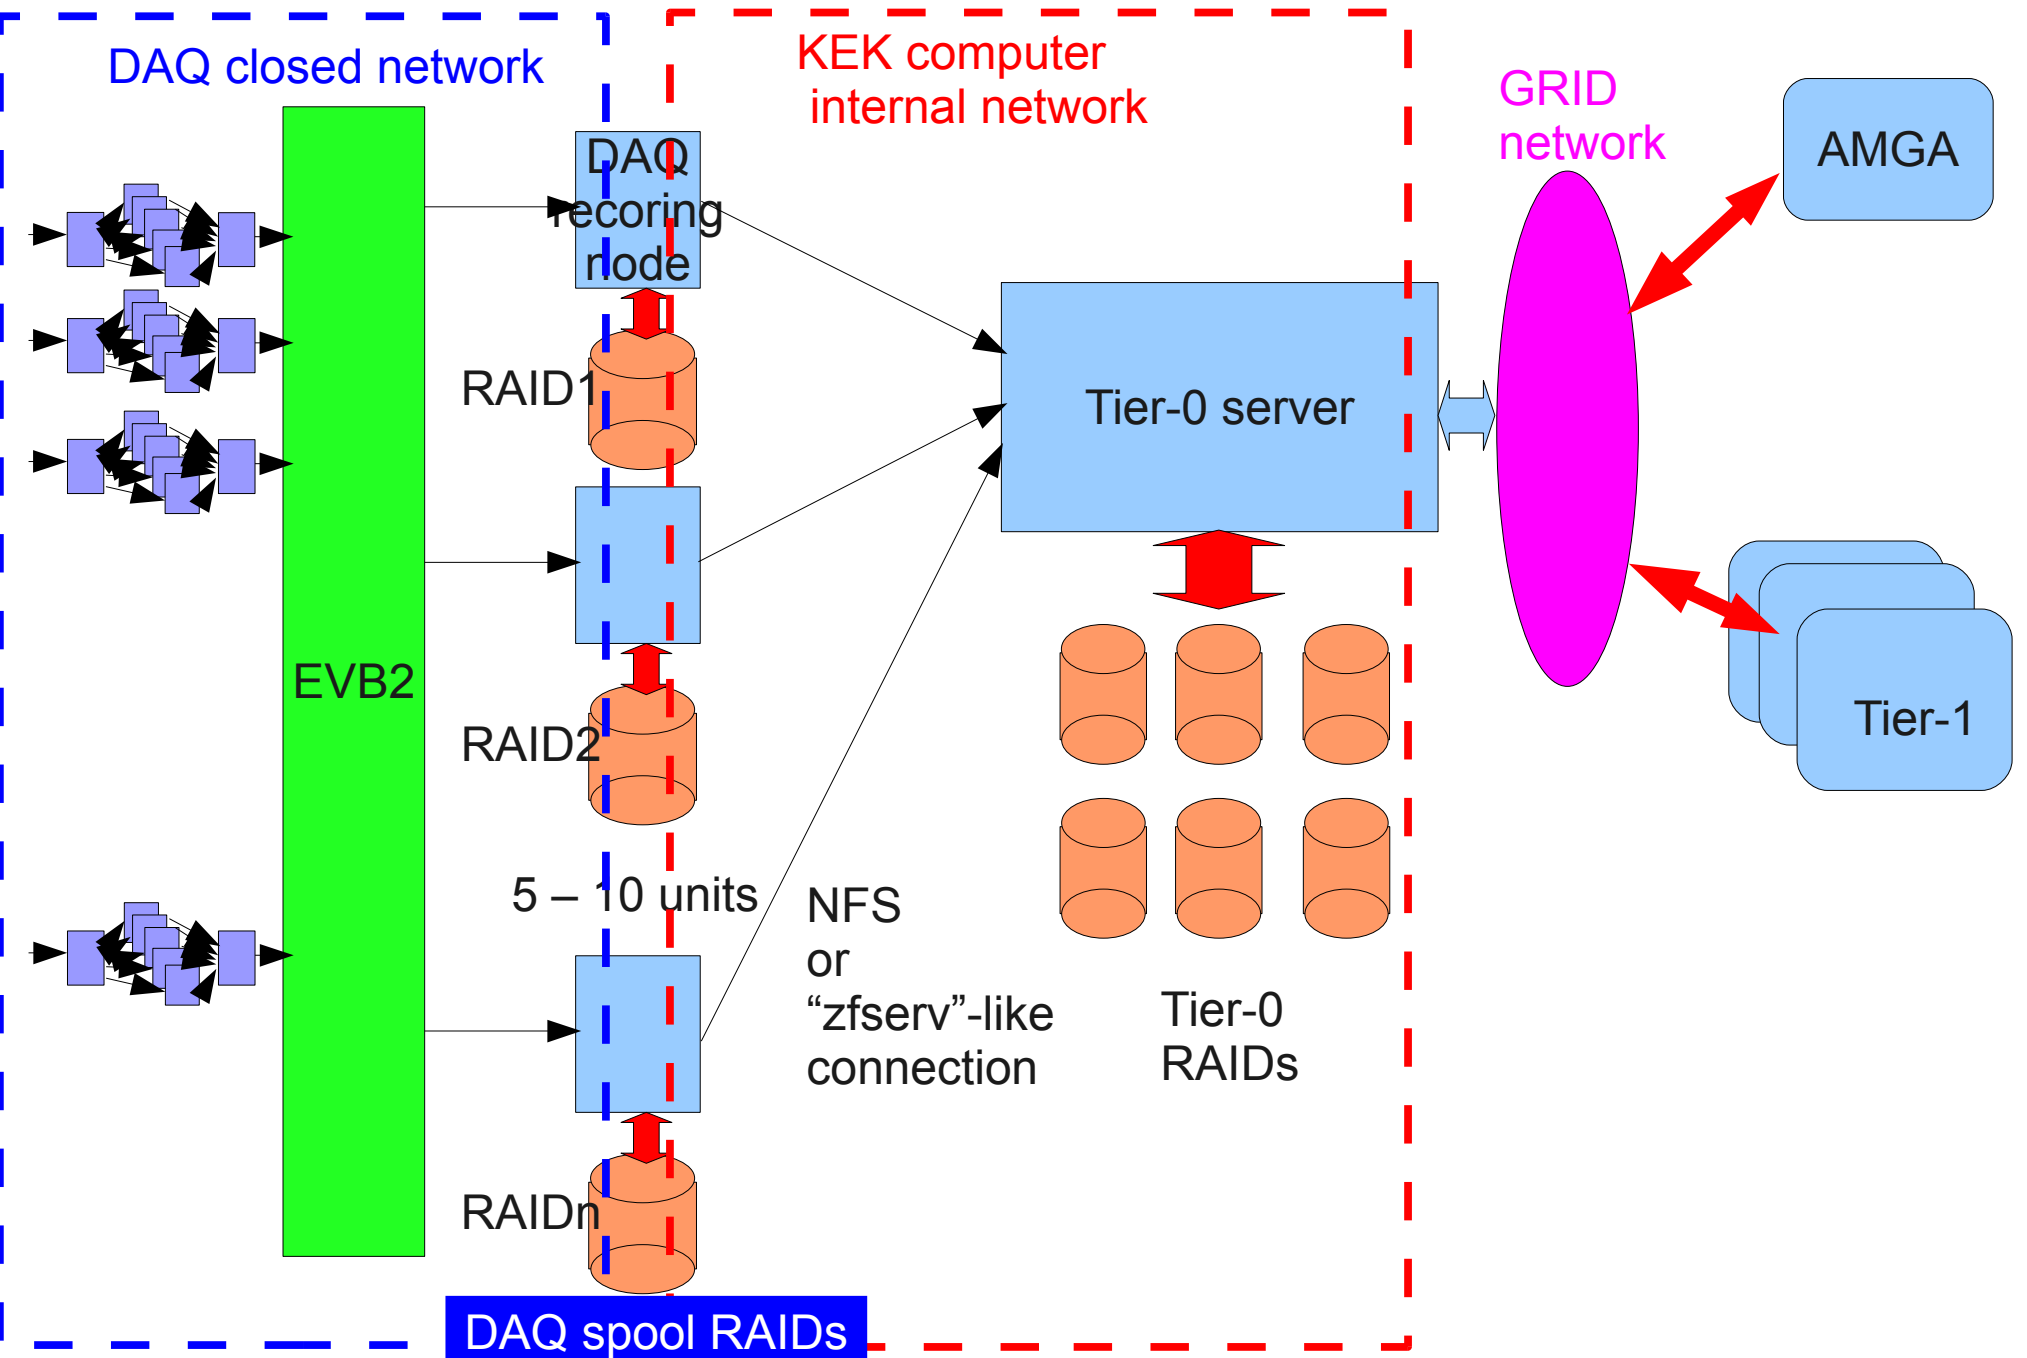 DAQ closed network
KEK computer
internal network
GRID
network
AMGA
DAQ
recoring
node
RAID1
Tier-0 server
EVB2
RAID2
Tier-1
5 – 10 units
NFS
or
“zfserv”-like
connection
Tier-0
RAIDs
RAIDn
DAQ spool RAIDs